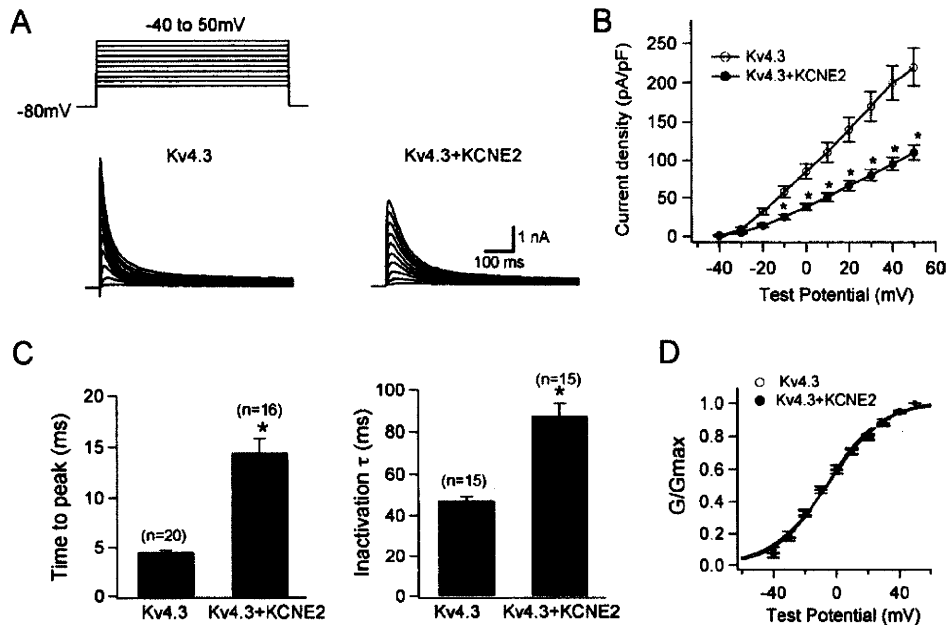 A
-40 to 50mV
-80mV
Kv4.3
Kv4.3+KCNE2
1 nA
100 ms
B
Kv4.3
Kv4.3+KCNE2
Current density (pA/pF)
250
200
150
100
50
0
* * * * * * *
-40 -20 0 20 40 60
Test Potential (mV)
C
Time to peak (ms)
20
15
10
5
0
(n=20)
(n=16)
*
Kv4.3 Kv4.3+KCNE2
Inactivation τ (ms)
100
80
60
40
20
0
(n=15)
(n=15)
*
Kv4.3 Kv4.3+KCNE2
D
Kv4.3
Kv4.3+KCNE2
G/Gmax
1.0
0.8
0.6
0.4
0.2
0.0
-40 0 40
Test Potential (mV)